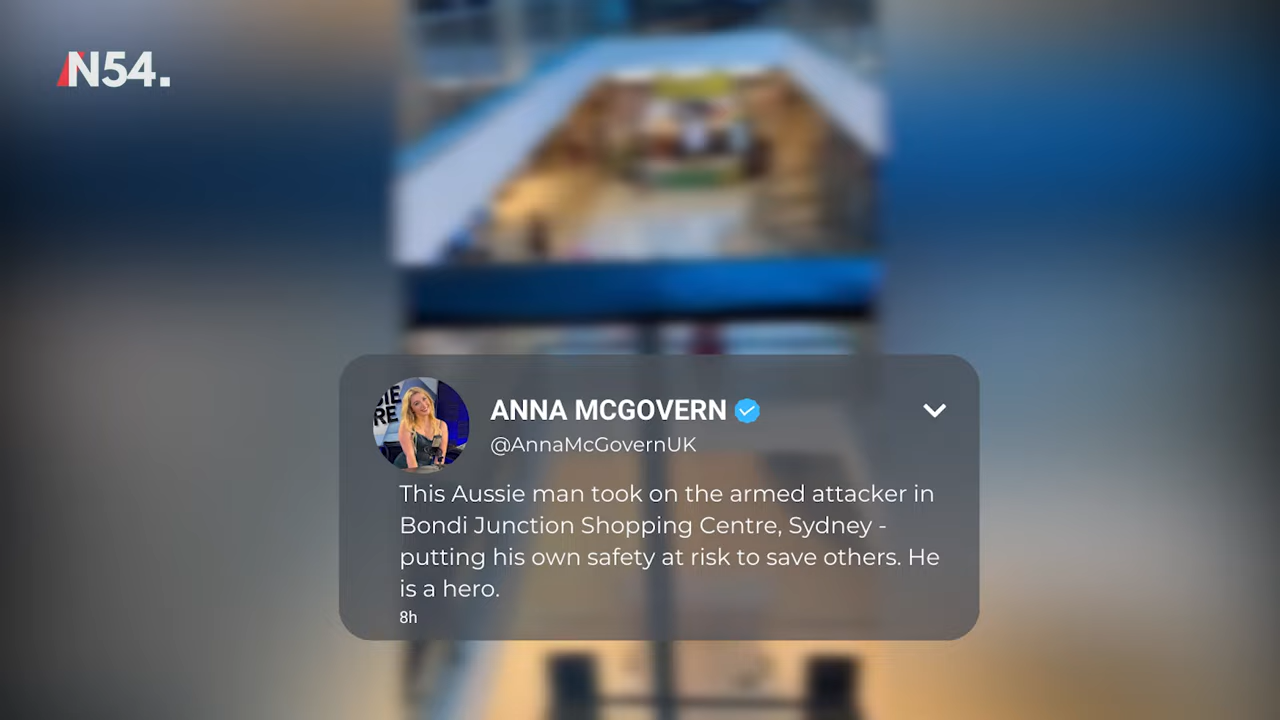 N54.
ANNA MCGOVERN
@AnnaMcGovernUK
This Aussie man took on the armed attacker in
Bondi Junction Shopping Centre, Sydney -
putting his own safety at risk to save others. He
is a hero.
8h